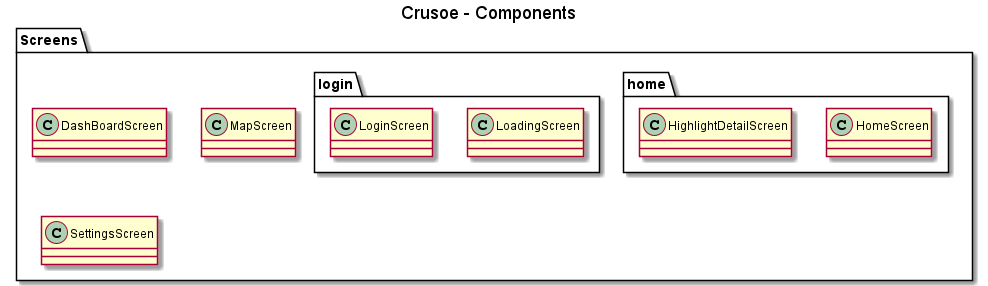 Crusoe - Components
Screens
login
home
C DashBoardScreen
C MapScreen
C LoginScreen
C LoadingScreen
C HighlightDetailScreen
C HomeScreen
C SettingsScreen